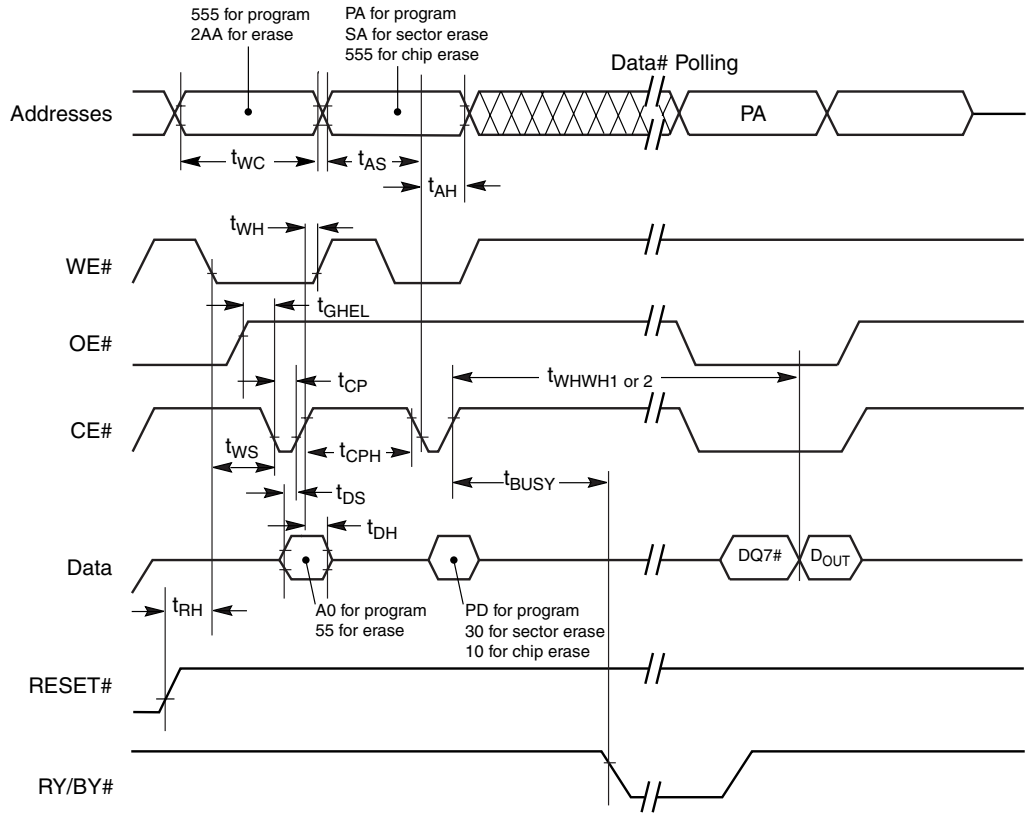 555 for program
2AA for erase
PA for program
SA for sector erase
555 for chip erase
Data# Polling
Addresses
PA
tWC
tAS
tAH
tWH
WE#
tGHEL
OE#
tCP
tWHWH1 or 2
CE#
tWS
tCPH
tBUSY
tDS
tDH
Data
DQ7#
DOUT
tRH
A0 for program
55 for erase
PD for program
30 for sector erase
10 for chip erase
RESET#
RY/BY#